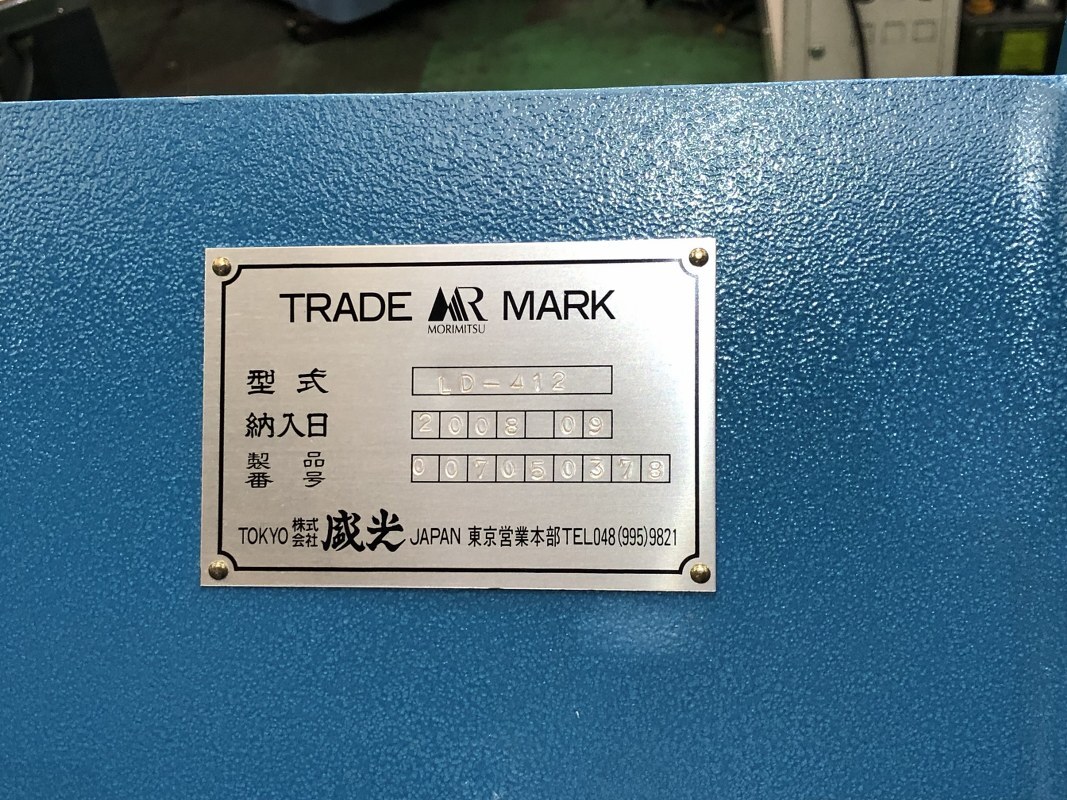 TRADE MR MARK
MORIMITSU
型式 LD-412
納入日 2008 09
製品番号 007050378
TOKYO 株式会社 盛光 JAPAN 東京営業本部TEL048(995)9821